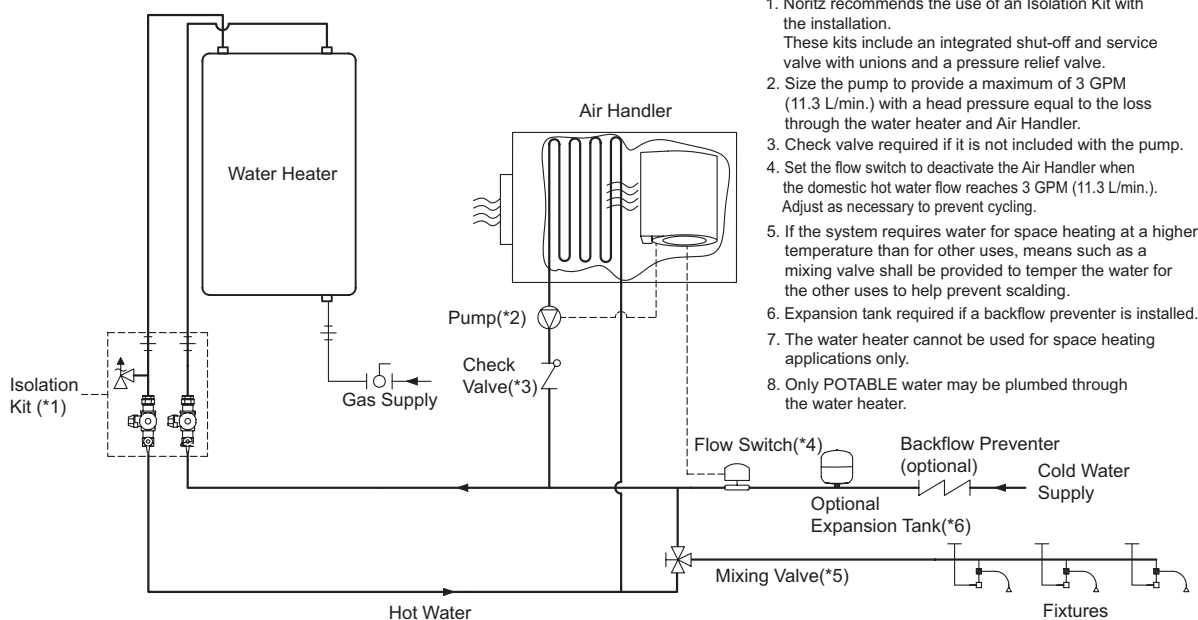 1. Noritz recommends the use of an Isolation Kit with
the installation.
These kits include an integrated shut-off and service
valve with unions and a pressure relief valve.
2. Size the pump to provide a maximum of 3 GPM
(11.3 L/min.) with a head pressure equal to the loss
through the water heater and Air Handler.
3. Check valve required if it is not included with the pump.
4. Set the flow switch to deactivate the Air Handler when
the domestic hot water flow reaches 3 GPM (11.3 L/min.).
Adjust as necessary to prevent cycling.
5. If the system requires water for space heating at a higher
temperature than for other uses, means such as a
mixing valve shall be provided to temper the water for
the other uses to help prevent scalding.
6. Expansion tank required if a backflow preventer is installed.
7. The water heater cannot be used for space heating
applications only.
8. Only POTABLE water may be plumbed through
the water heater.
Air Handler
Water Heater
Pump(*2)
Check
Valve(*3)
Isolation
Kit (*1)
Gas Supply
Flow Switch(*4)
Backflow Preventer
(optional)
Cold Water
Supply
Optional
Expansion Tank(*6)
Mixing Valve(*5)
Hot Water
Fixtures